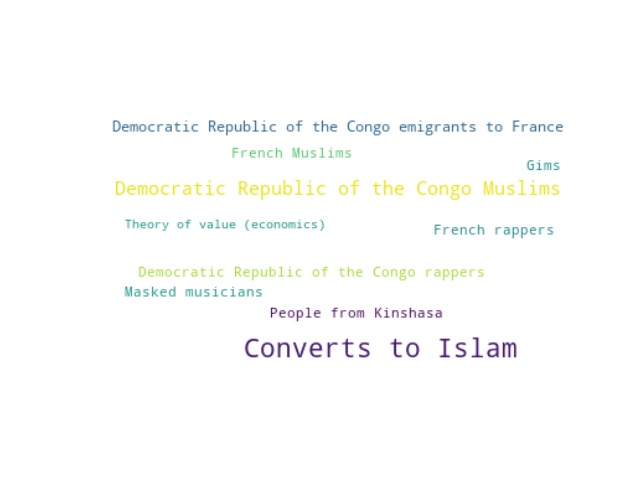 Democratic Republic of the Congo emigrants to France
French Muslims
Gims
Democratic Republic of the Congo Muslims
Theory of value (economics)
French rappers
Democratic Republic of the Congo rappers
Masked musicians
People from Kinshasa
Converts to Islam